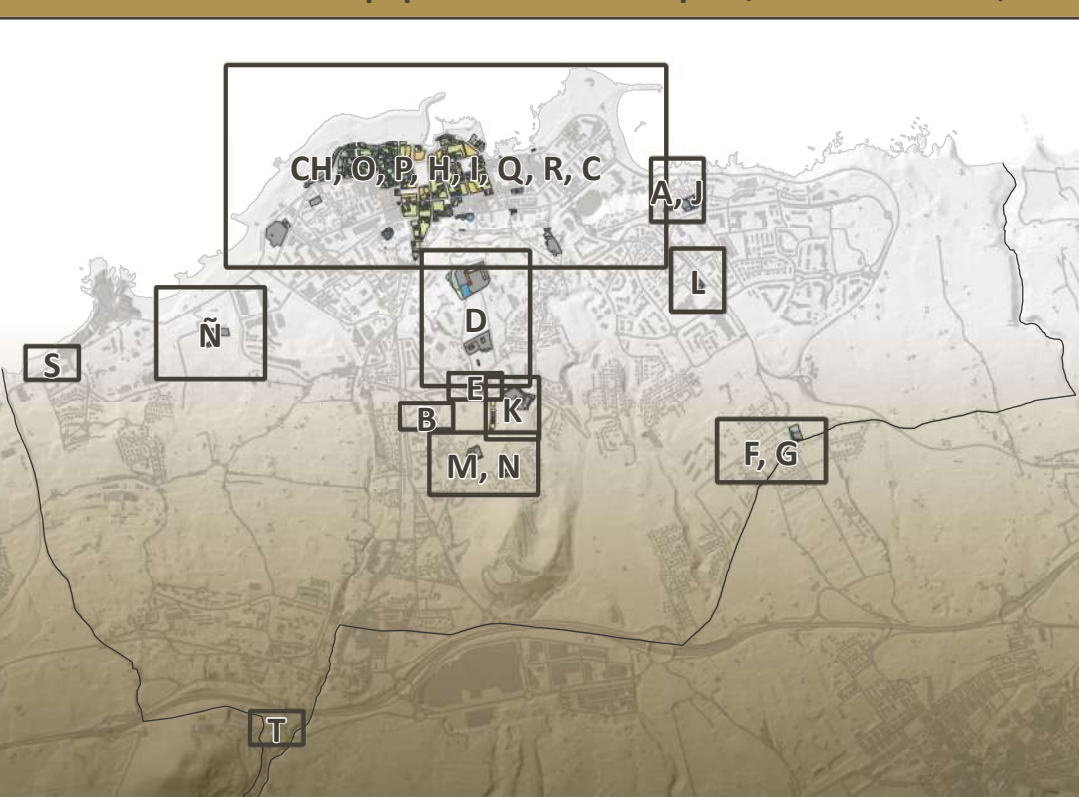 CH, O, P, H, I, Q, R, C
A, J
L
D
Ñ
S
E
K
B
M, N
F, G
T